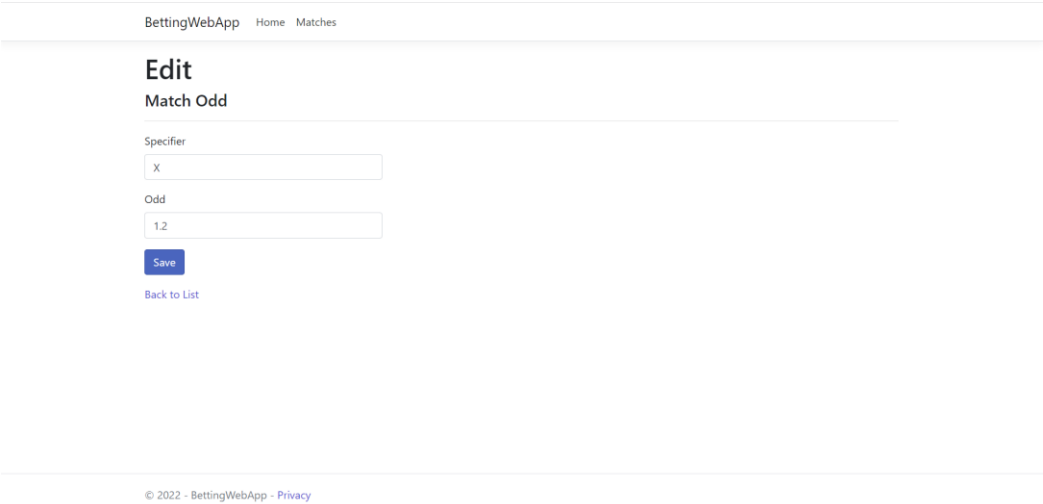 BettingWebApp Home Matches
Edit
Match Odd
Specifier
X
Odd
1.2
Save
Back to List
© 2022 - BettingWebApp - Privacy